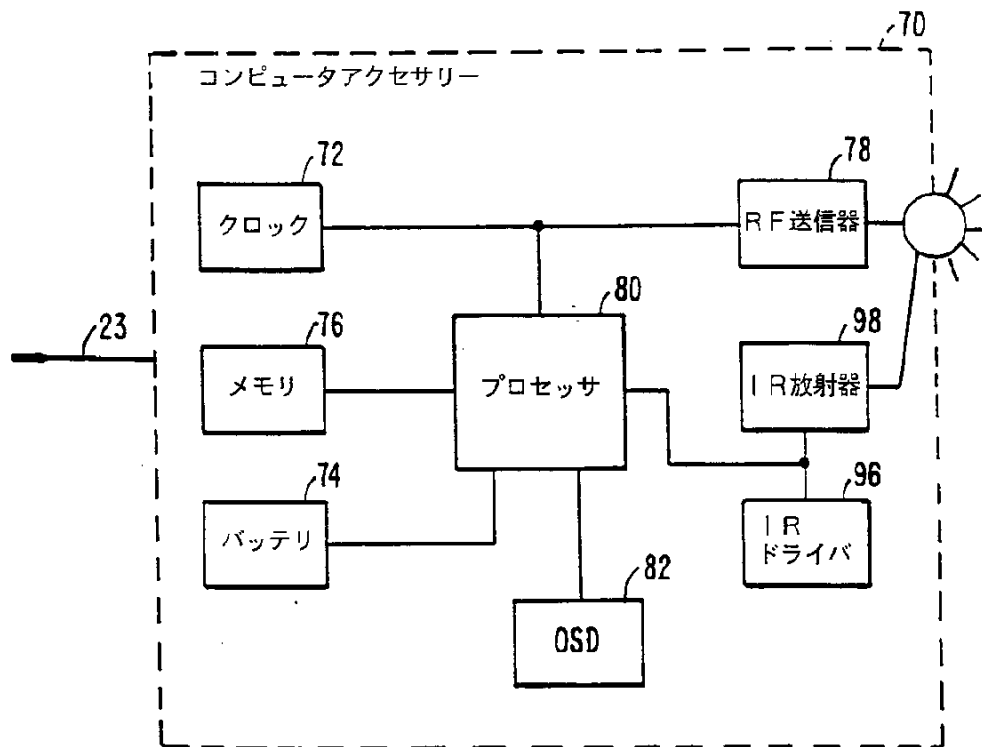 70
コンピュータアクセサリー
72
クロック
78
RF送信器
80
プロセッサ
23
76
メモリ
98
IR放射器
74
バッテリ
96
IR
ドライバ
82
OSD